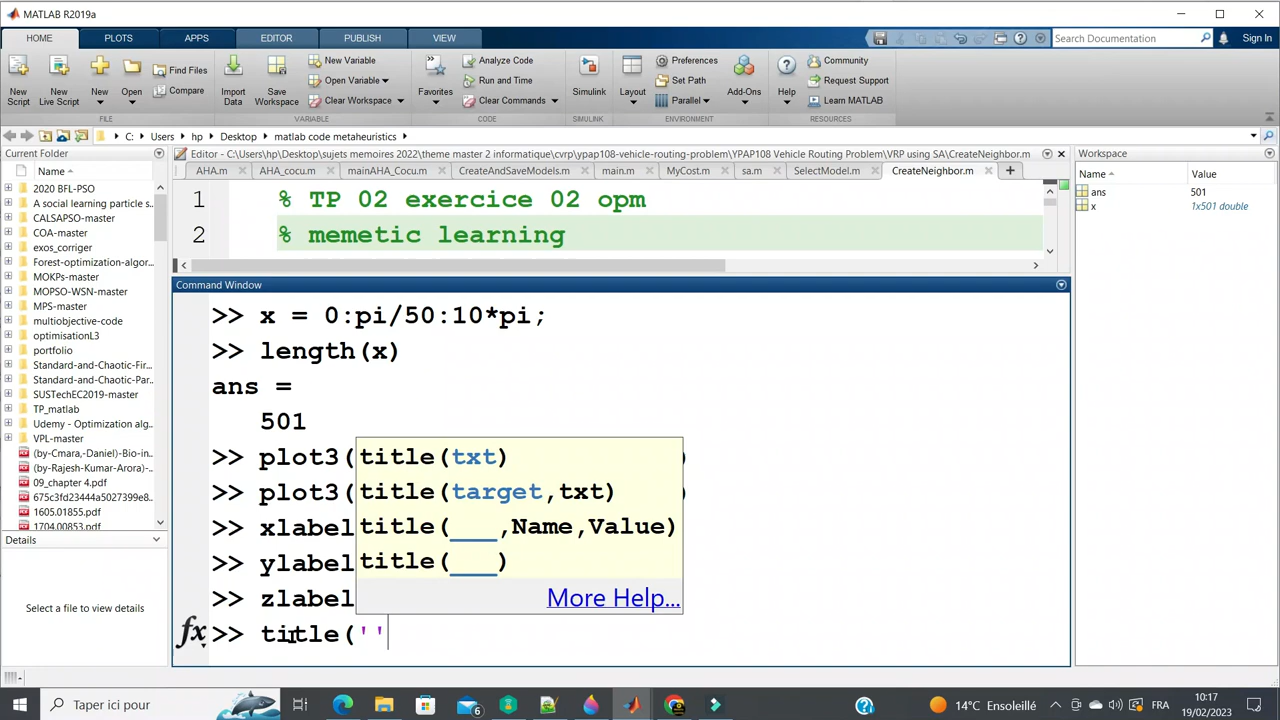 MATLAB R2019a
HOME PLOTS APPS EDITOR PUBLISH VIEW Search Documentation Sign In
New Script New Live Script New Open Find Files Compare Import Data Save Workspace New Variable Open Variable Clear Workspace Favorites Analyze Code Run and Time Clear Commands Simulink Layout Preferences Set Path Parallel Add-Ons Help Community Request Support Learn MATLAB
FILE VARIABLE CODE SIMULINK ENVIRONMENT RESOURCES
C: Users hp Desktop matlab code metaheuristics
Current Folder
Name
2020 BFL-PSO
A social learning particle s...
CALSAPSO-master
COA-master
exos_corriger
Forest-optimization-algor...
MOKPs-master
MOPSO-WSN-master
MPS-master
multiobjective-code
optimisationL3
portfolio
Standard-and-Chaotic-Fir...
Standard-and-Chaotic-Pa...
SUSTechEC2019-master
TP_matlab
Udemy - Optimization alg...
VPL-master
(by-Cmara,-Daniel)-Bio-in...
(by-Rajesh-Kumar-Arora)-...
09_chapter 4.pdf
675c3fd23444a5027399e8...
1605.01855.pdf
1704.00853.pdf
Details
Select a file to view details
Editor - C:\Users\hp\Desktop\sujets memoires 2022\theme master 2 informatique\cvrp\ypap108-vehicle-routing-problem\YPAP108 Vehicle Routing Problem\VRP using SA\CreateNeighbor.m
AHA.m AHA_cocu.m mainAHA_Cocu.m CreateAndSaveModels.m main.m MyCost.m sa.m SelectModel.m CreateNeighbor.m
1 % TP 02 exercice 02 opm
2 % memetic learning
Command Window
>> x = 0:pi/50:10*pi;
>> length(x)
ans =
501
>> plot3( )
>> plot3( )
>> xlabel
>> ylabel
>> zlabel
fx >> title(''
title(txt)
title(target,txt)
title(___,Name,Value)
title(___)
More Help...
Workspace
Name Value
ans 501
x 1x501 double
Taper ici pour 6 14°C Ensoleillé FRA 10:17 19/02/2023 2